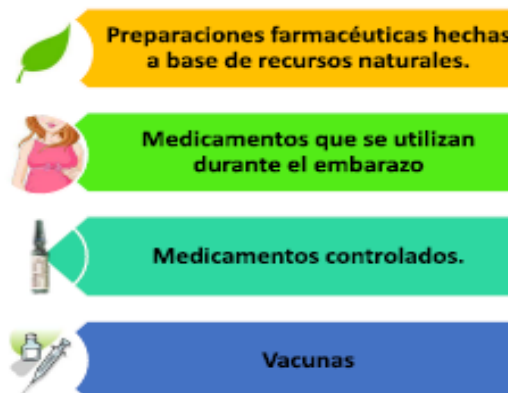 Preparaciones farmacéuticas hechas
a base de recursos naturales.
Medicamentos que se utilizan
durante el embarazo
Medicamentos controlados.
Vacunas